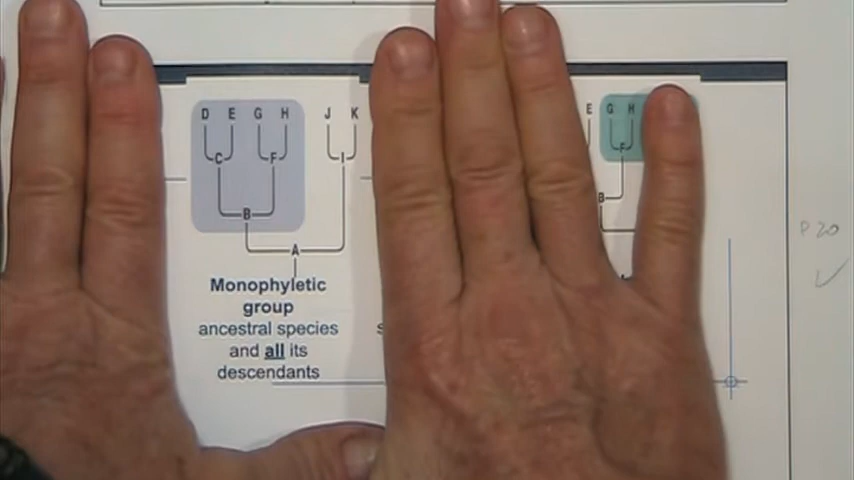 D E G H J K
C F I
B
A
Monophyletic
group
ancestral species
and all its
descendants
E G H
F
B
P 20